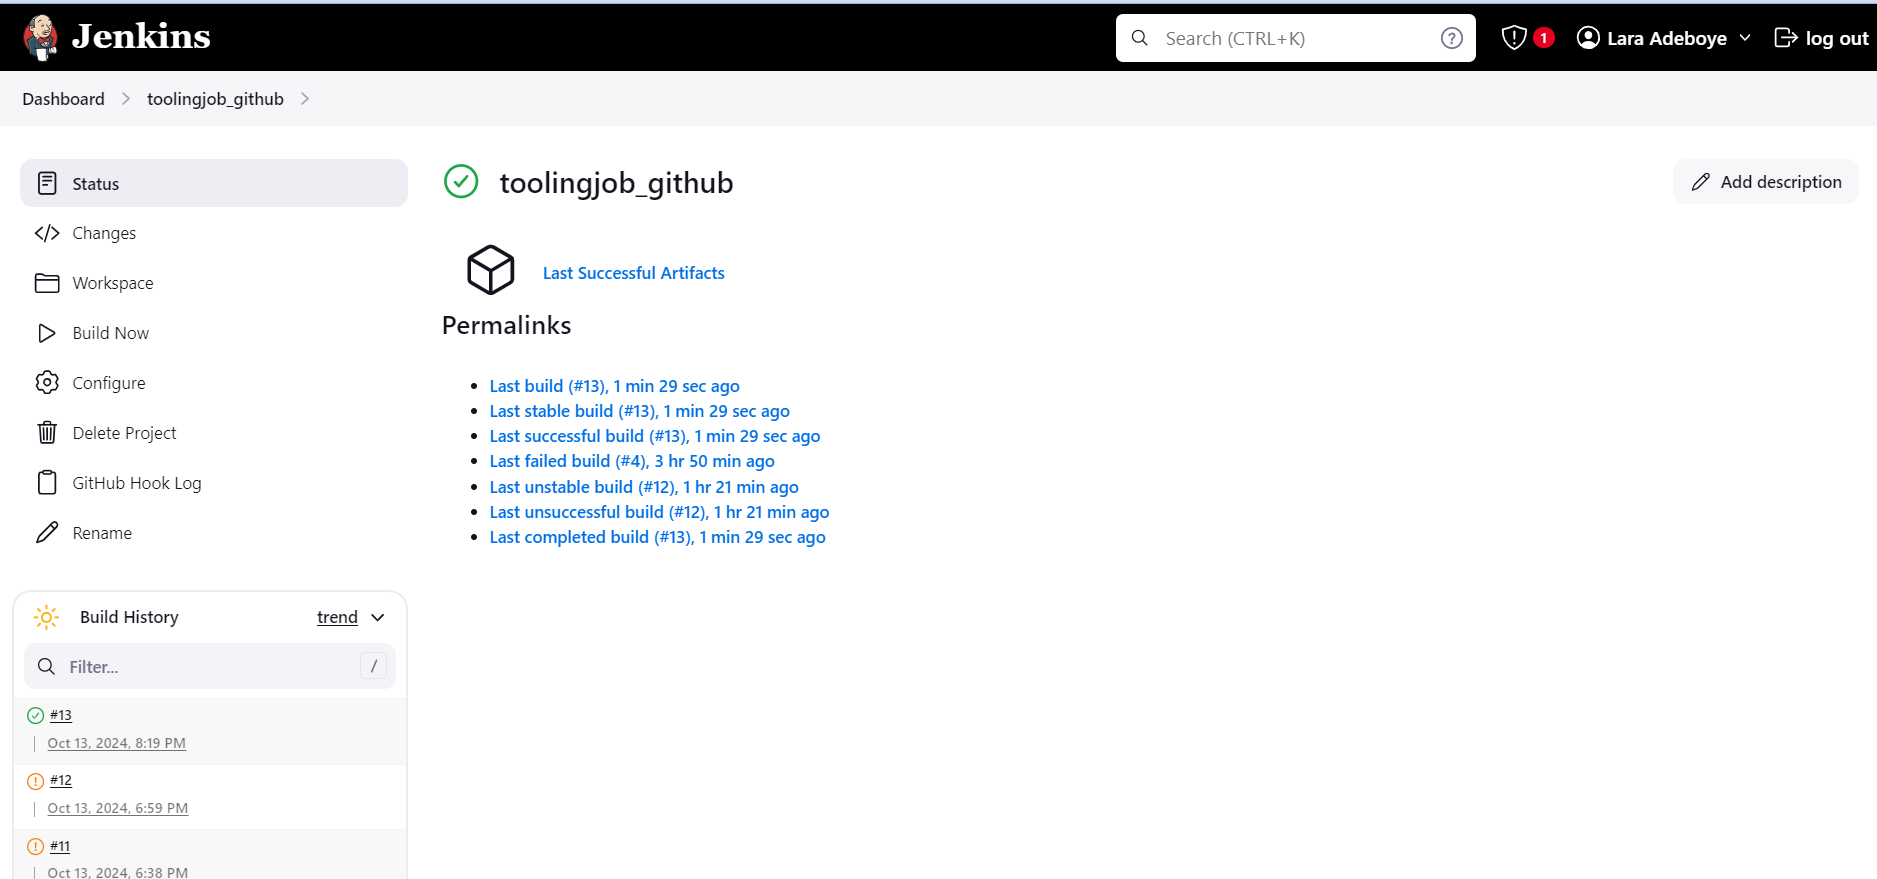 Jenkins
Search (CTRL+K)
?
1
Lara Adeboye
log out
Dashboard
toolingjob_github
Status
Changes
Workspace
Build Now
Configure
Delete Project
GitHub Hook Log
Rename
toolingjob_github
Add description
Last Successful Artifacts
Permalinks
Last build (#13), 1 min 29 sec ago
Last stable build (#13), 1 min 29 sec ago
Last successful build (#13), 1 min 29 sec ago
Last failed build (#4), 3 hr 50 min ago
Last unstable build (#12), 1 hr 21 min ago
Last unsuccessful build (#12), 1 hr 21 min ago
Last completed build (#13), 1 min 29 sec ago
Build History
trend
Filter...
/
#13
Oct 13, 2024, 8:19 PM
#12
Oct 13, 2024, 6:59 PM
#11
Oct 13, 2024, 6:38 PM